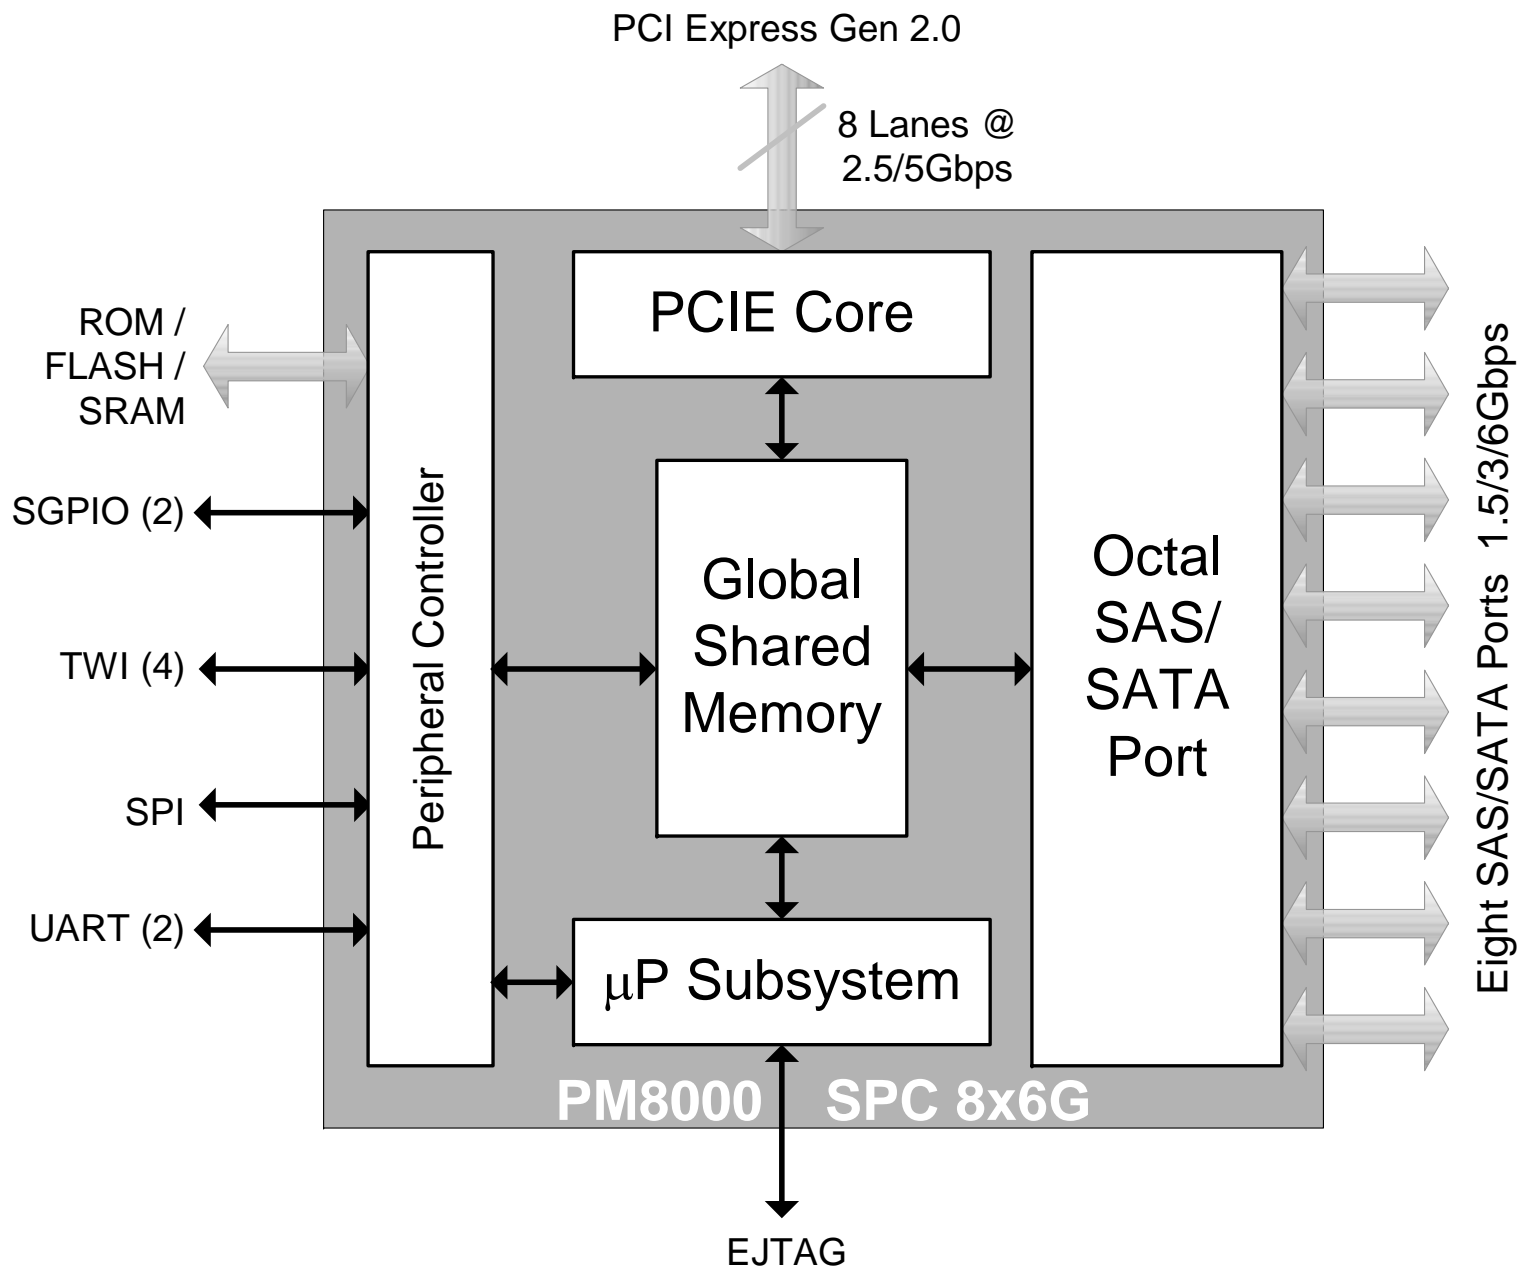 PCI Express Gen 2.0
8 Lanes @
2.5/5Gbps
PCIE Core
ROM /
FLASH /
SRAM
SGPIO (2)
TWI (4)
SPI
UART (2)
Peripheral Controller
Global
Shared
Memory
Octal
SAS/
SATA
Port
Eight SAS/SATA Ports 1.5/3/6Gbps
µP Subsystem
PM8000 SPC 8x6G
EJTAG